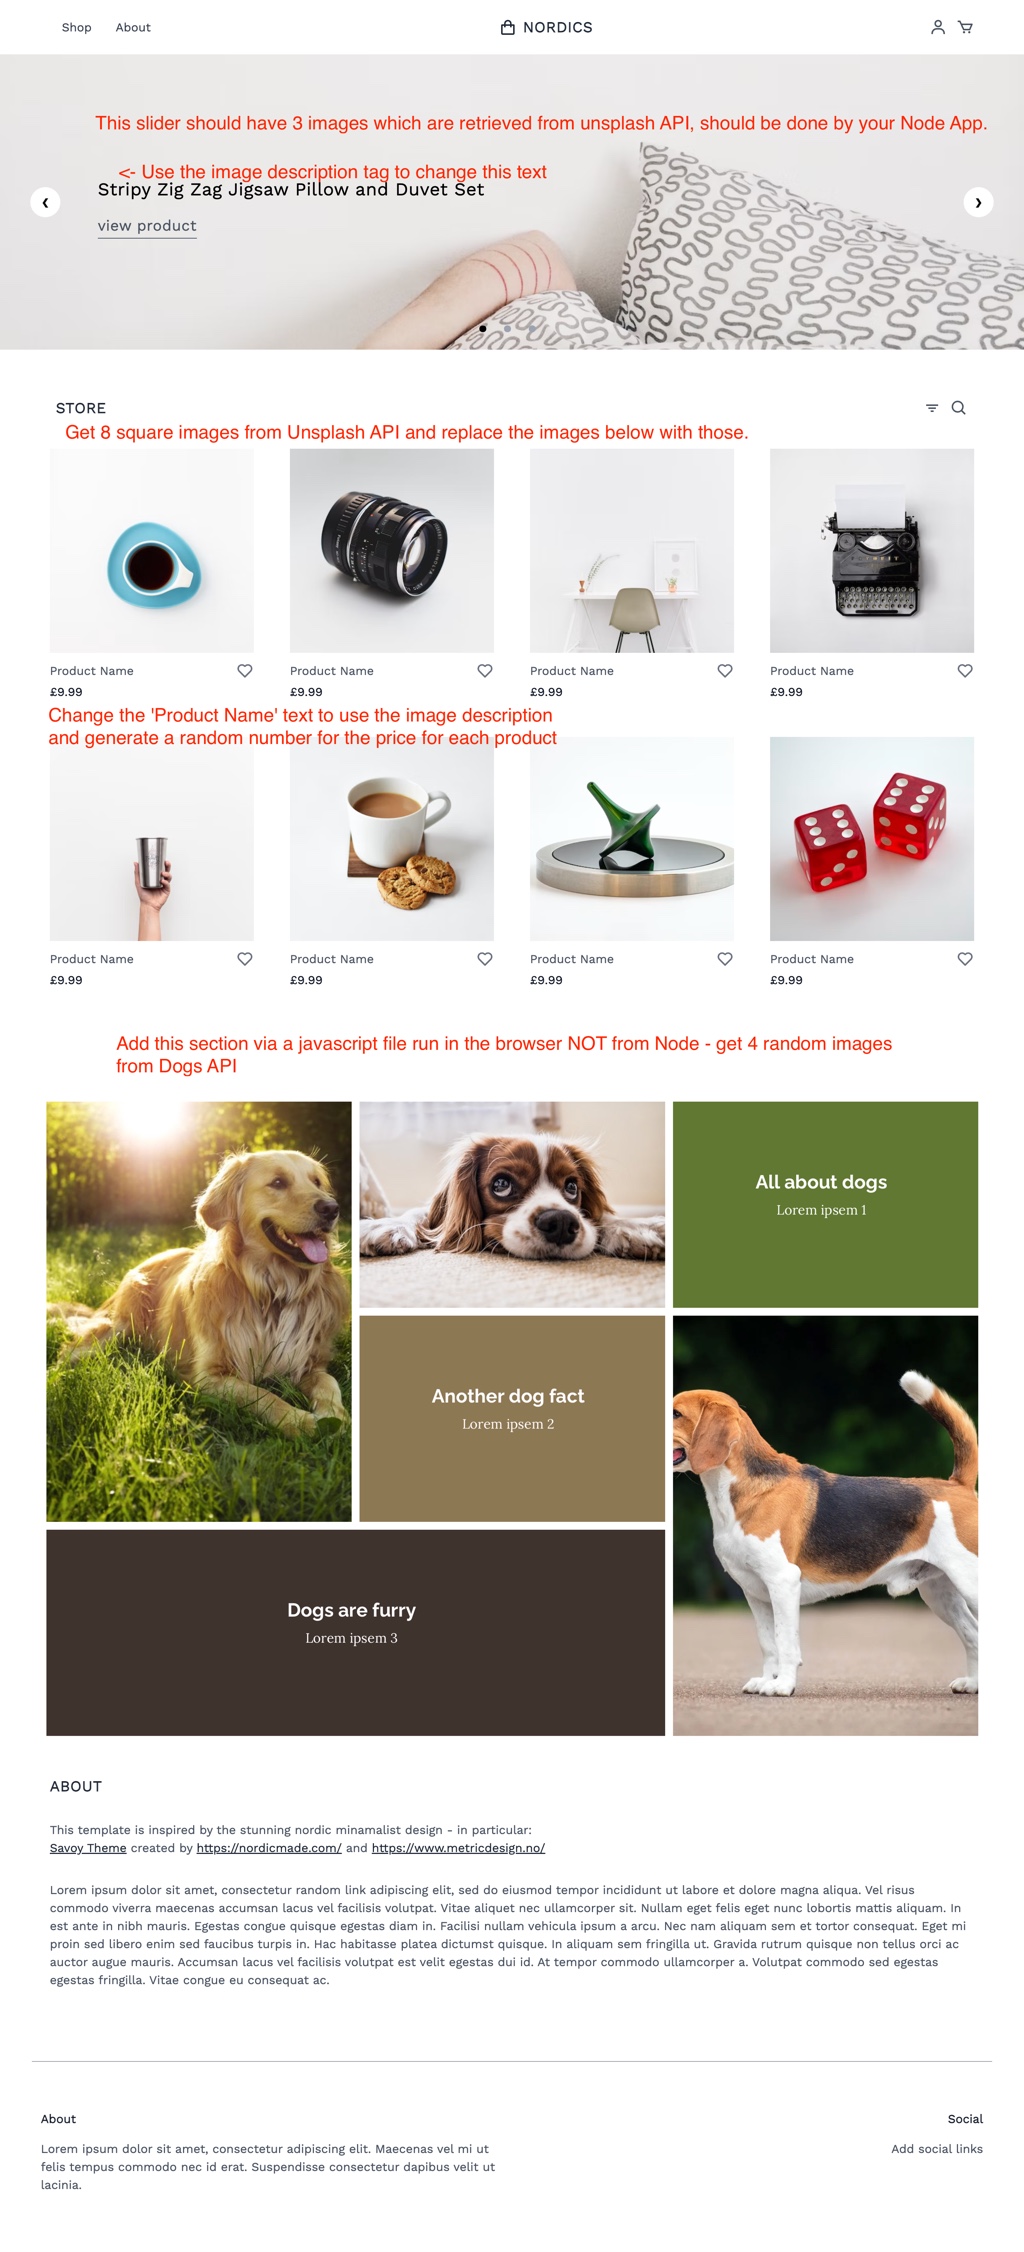 Shop About NORDICS
This slider should have 3 images which are retrieved from unsplash API, should be done by your Node App.
<- Use the image description tag to change this text
Stripy Zig Zag Jigsaw Pillow and Duvet Set
view product
STORE
Get 8 square images from Unsplash API and replace the images below with those.
Product Name Product Name Product Name Product Name
£9.99 £9.99 £9.99 £9.99
Change the 'Product Name' text to use the image description
and generate a random number for the price for each product
Product Name Product Name Product Name Product Name
£9.99 £9.99 £9.99 £9.99
Add this section via a javascript file run in the browser NOT from Node - get 4 random images
from Dogs API
All about dogs
Lorem ipsem 1
Another dog fact
Lorem ipsem 2
Dogs are furry
Lorem ipsem 3
ABOUT
This template is inspired by the stunning nordic minamalist design - in particular:
Savoy Theme created by https://nordicmade.com/ and https://www.metricdesign.no/
Lorem ipsum dolor sit amet, consectetur random link adipiscing elit, sed do eiusmod tempor incididunt ut labore et dolore magna aliqua. Vel risus
commodo viverra maecenas accumsan lacus vel facilisis volutpat. Vitae aliquet nec ullamcorper sit. Nullam eget felis eget nunc lobortis mattis aliquam. In
est ante in nibh mauris. Egestas congue quisque egestas diam in. Facilisi nullam vehicula ipsum a arcu. Nec nam aliquam sem et tortor consequat. Eget mi
proin sed libero enim sed faucibus turpis in. Hac habitasse platea dictumst quisque. In aliquam sem fringilla ut. Gravida rutrum quisque non tellus orci ac
auctor augue mauris. Accumsan lacus vel facilisis volutpat est velit egestas dui id. At tempor commodo ullamcorper a. Volutpat commodo sed egestas
egestas fringilla. Vitae congue eu consequat ac.
About Social
Lorem ipsum dolor sit amet, consectetur adipiscing elit. Maecenas vel mi ut Add social links
felis tempus commodo nec id erat. Suspendisse consectetur dapibus velit ut
lacinia.